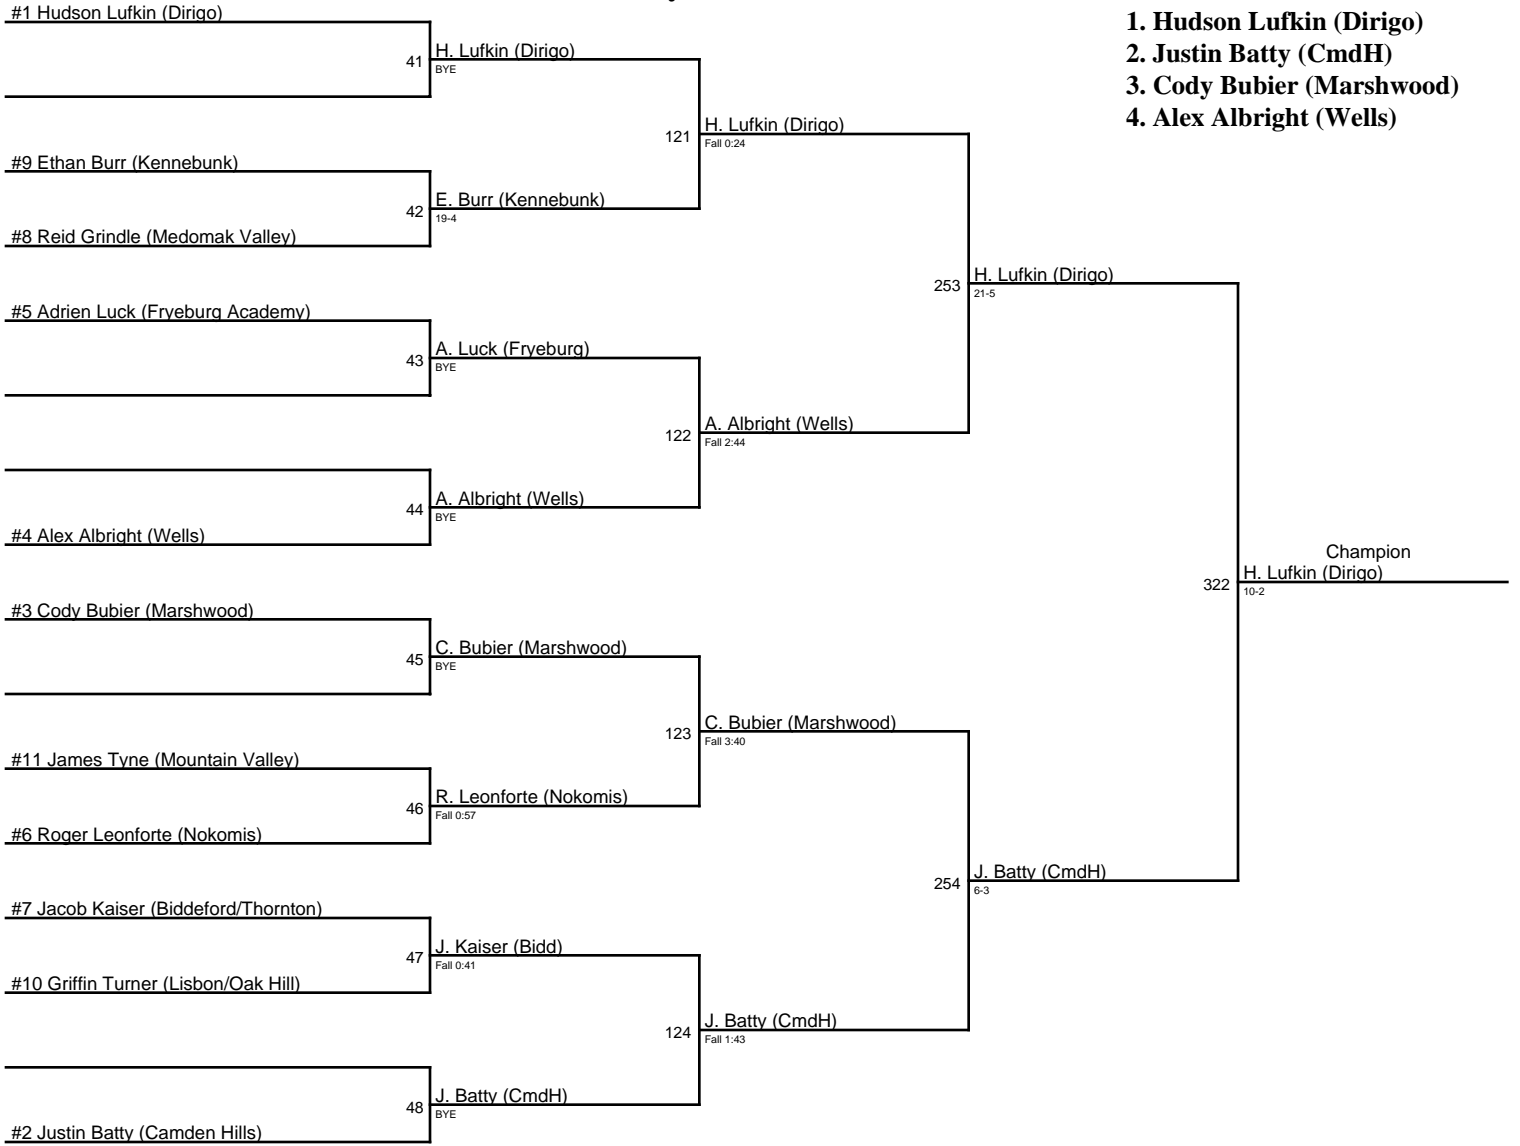 #1 Hudson Lufkin (Dirigo)
1. Hudson Lufkin (Dirigo)
2. Justin Batty (CmdH)
3. Cody Bubier (Marshwood)
4. Alex Albright (Wells)
41
H. Lufkin (Dirigo)
BYE
121
H. Lufkin (Dirigo)
Fall 0:24
#9 Ethan Burr (Kennebunk)
42
E. Burr (Kennebunk)
19-4
#8 Reid Grindle (Medomak Valley)
253
H. Lufkin (Dirigo)
21-5
#5 Adrien Luck (Fryeburg Academy)
43
A. Luck (Fryeburg)
BYE
122
A. Albright (Wells)
Fall 2:44
44
A. Albright (Wells)
BYE
#4 Alex Albright (Wells)
Champion
322
H. Lufkin (Dirigo)
10-2
#3 Cody Bubier (Marshwood)
45
C. Bubier (Marshwood)
BYE
123
C. Bubier (Marshwood)
Fall 3:40
#11 James Tyne (Mountain Valley)
46
R. Leonforte (Nokomis)
Fall 0:57
#6 Roger Leonforte (Nokomis)
254
J. Batty (CmdH)
6-3
#7 Jacob Kaiser (Biddeford/Thornton)
47
J. Kaiser (Bidd)
Fall 0:41
#10 Griffin Turner (Lisbon/Oak Hill)
124
J. Batty (CmdH)
Fall 1:43
48
J. Batty (CmdH)
BYE
#2 Justin Batty (Camden Hills)